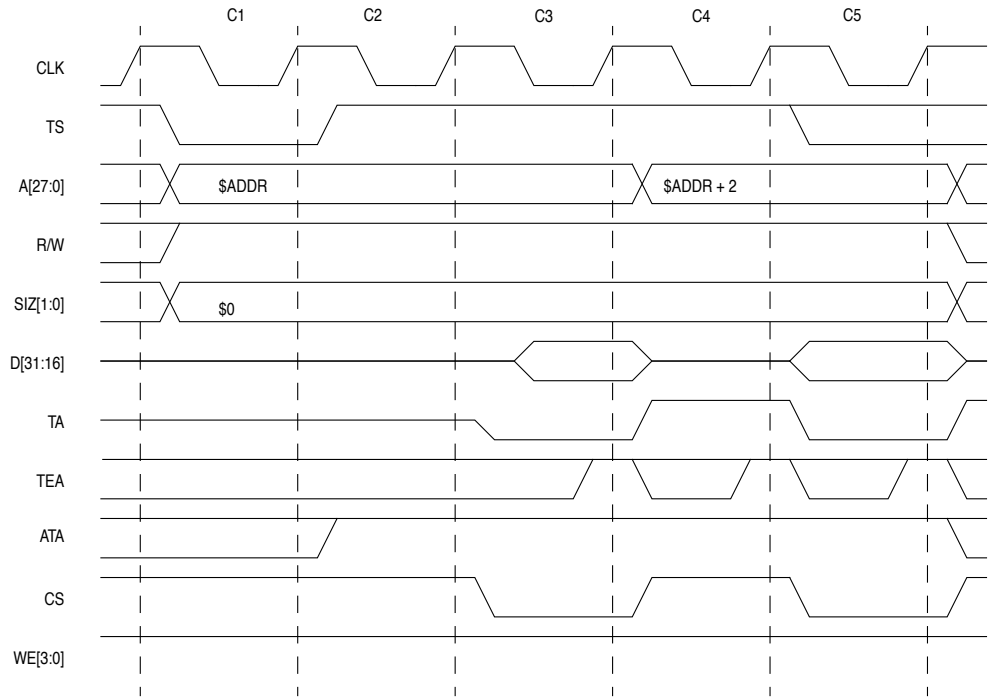 C1 C2 C3 C4 C5
CLK
TS
A[27:0] $ADDR $ADDR + 2
R/W
SIZ[1:0] $0
D[31:16]
TA
TEA
ATA
CS
WE[3:0]